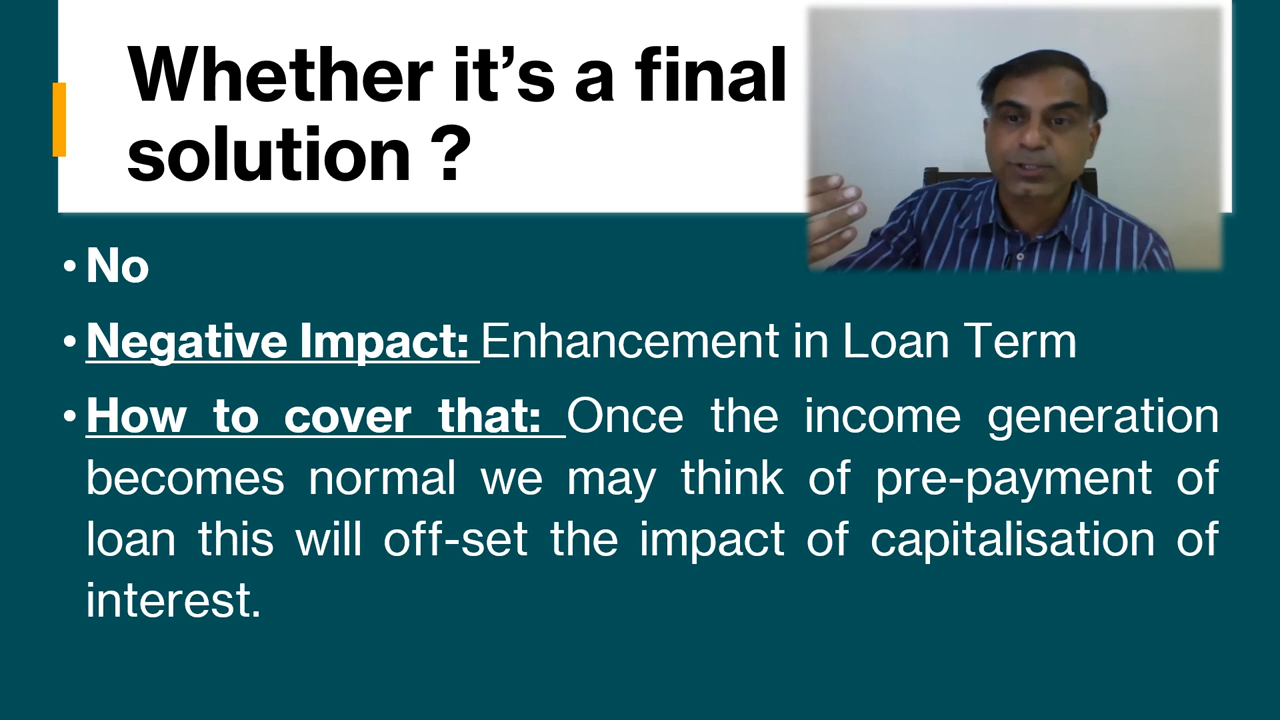 Whether it’s a final
solution ?
• No
• Negative Impact: Enhancement in Loan Term
• How to cover that: Once the income generation
becomes normal we may think of pre-payment of
loan this will off-set the impact of capitalisation of
interest.